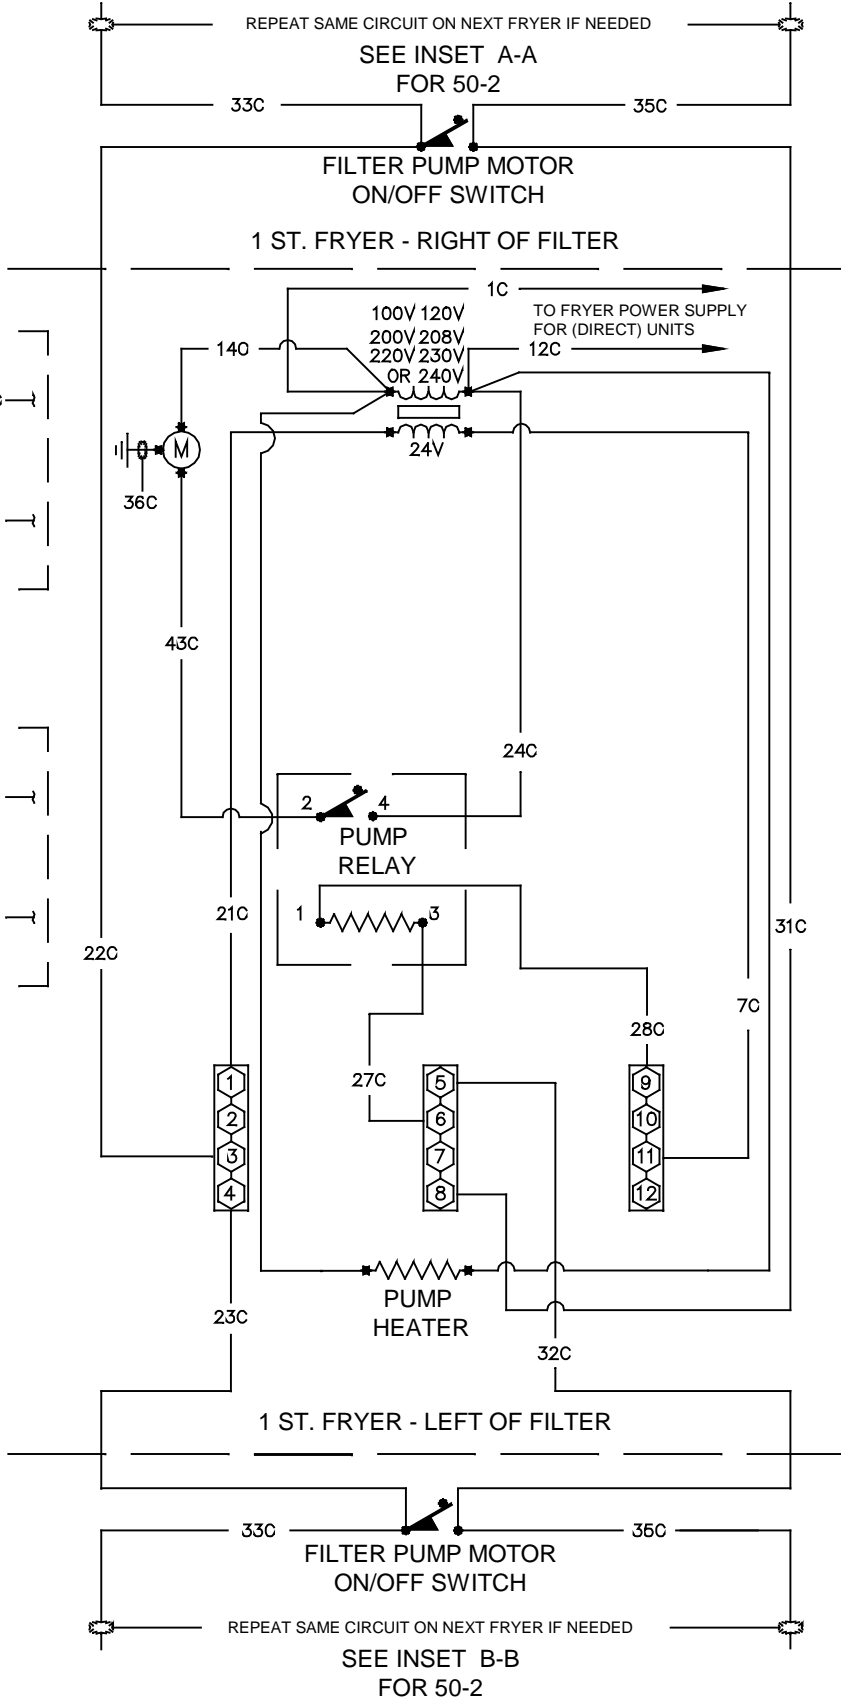 REPEAT SAME CIRCUIT ON NEXT FRYER IF NEEDED
SEE INSET A-A
FOR 50-2
33C
35C
FILTER PUMP MOTOR
ON/OFF SWITCH
1 ST. FRYER - RIGHT OF FILTER
1C
100V 120V
200V 208V
220V 230V
OR 240V
TO FRYER POWER SUPPLY
FOR (DIRECT) UNITS
12C
14C
24V
M
36C
43C
24C
2
4
PUMP
RELAY
1
3
21C
22C
31C
7C
28C
27C
1
2
3
4
5
6
7
8
9
10
11
12
PUMP
HEATER
23C
32C
1 ST. FRYER - LEFT OF FILTER
33C
35C
FILTER PUMP MOTOR
ON/OFF SWITCH
REPEAT SAME CIRCUIT ON NEXT FRYER IF NEEDED
SEE INSET B-B
FOR 50-2